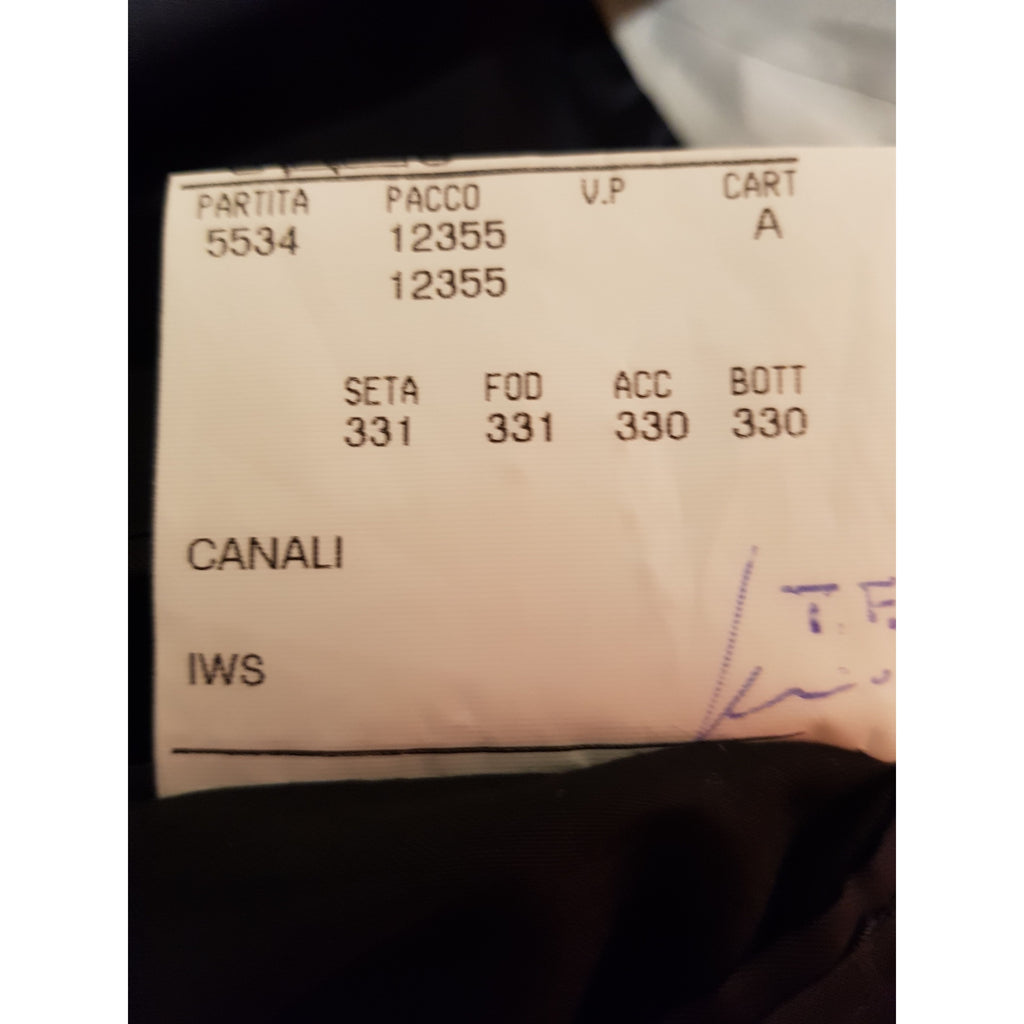 PARTITA PACCO V.P CART
5534 12355 A
12355
SETA FOD ACC BOTT
331 331 330 330
CANALI
T. F.
IWS